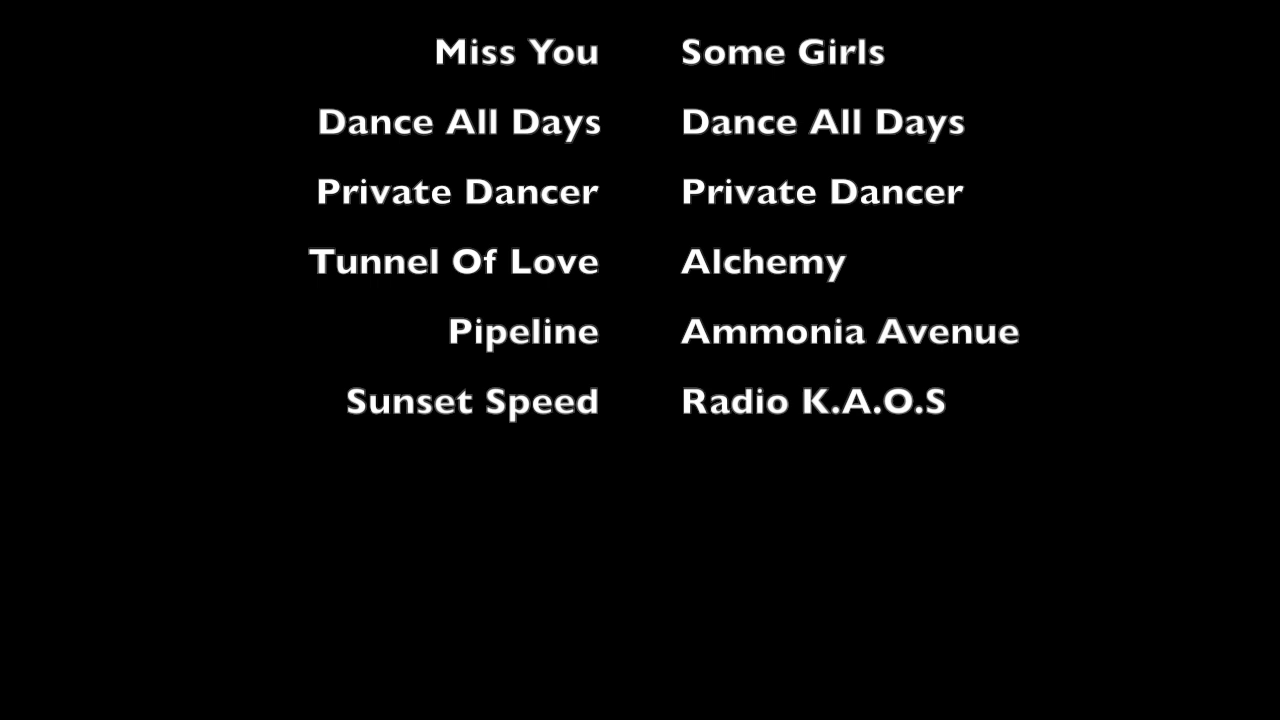 Miss You Some Girls
Dance All Days Dance All Days
Private Dancer Private Dancer
Tunnel Of Love Alchemy
Pipeline Ammonia Avenue
Sunset Speed Radio K.A.O.S